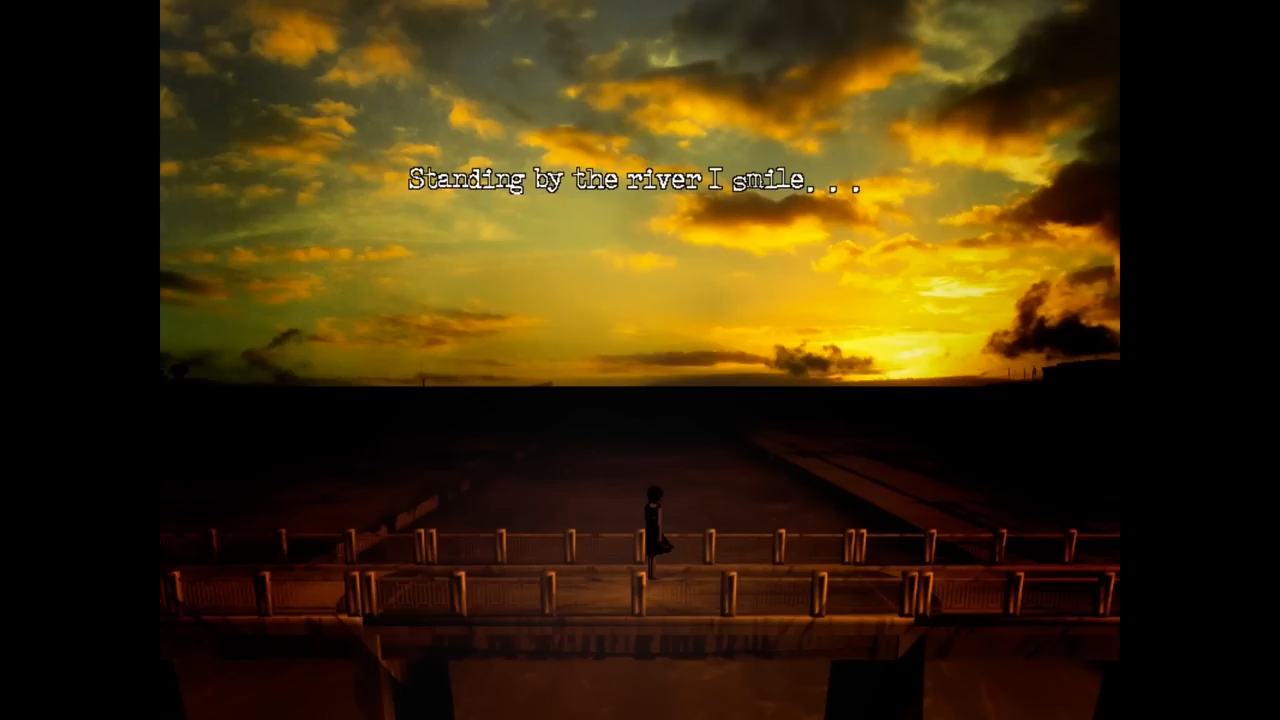 Standing by the river I smile. . .